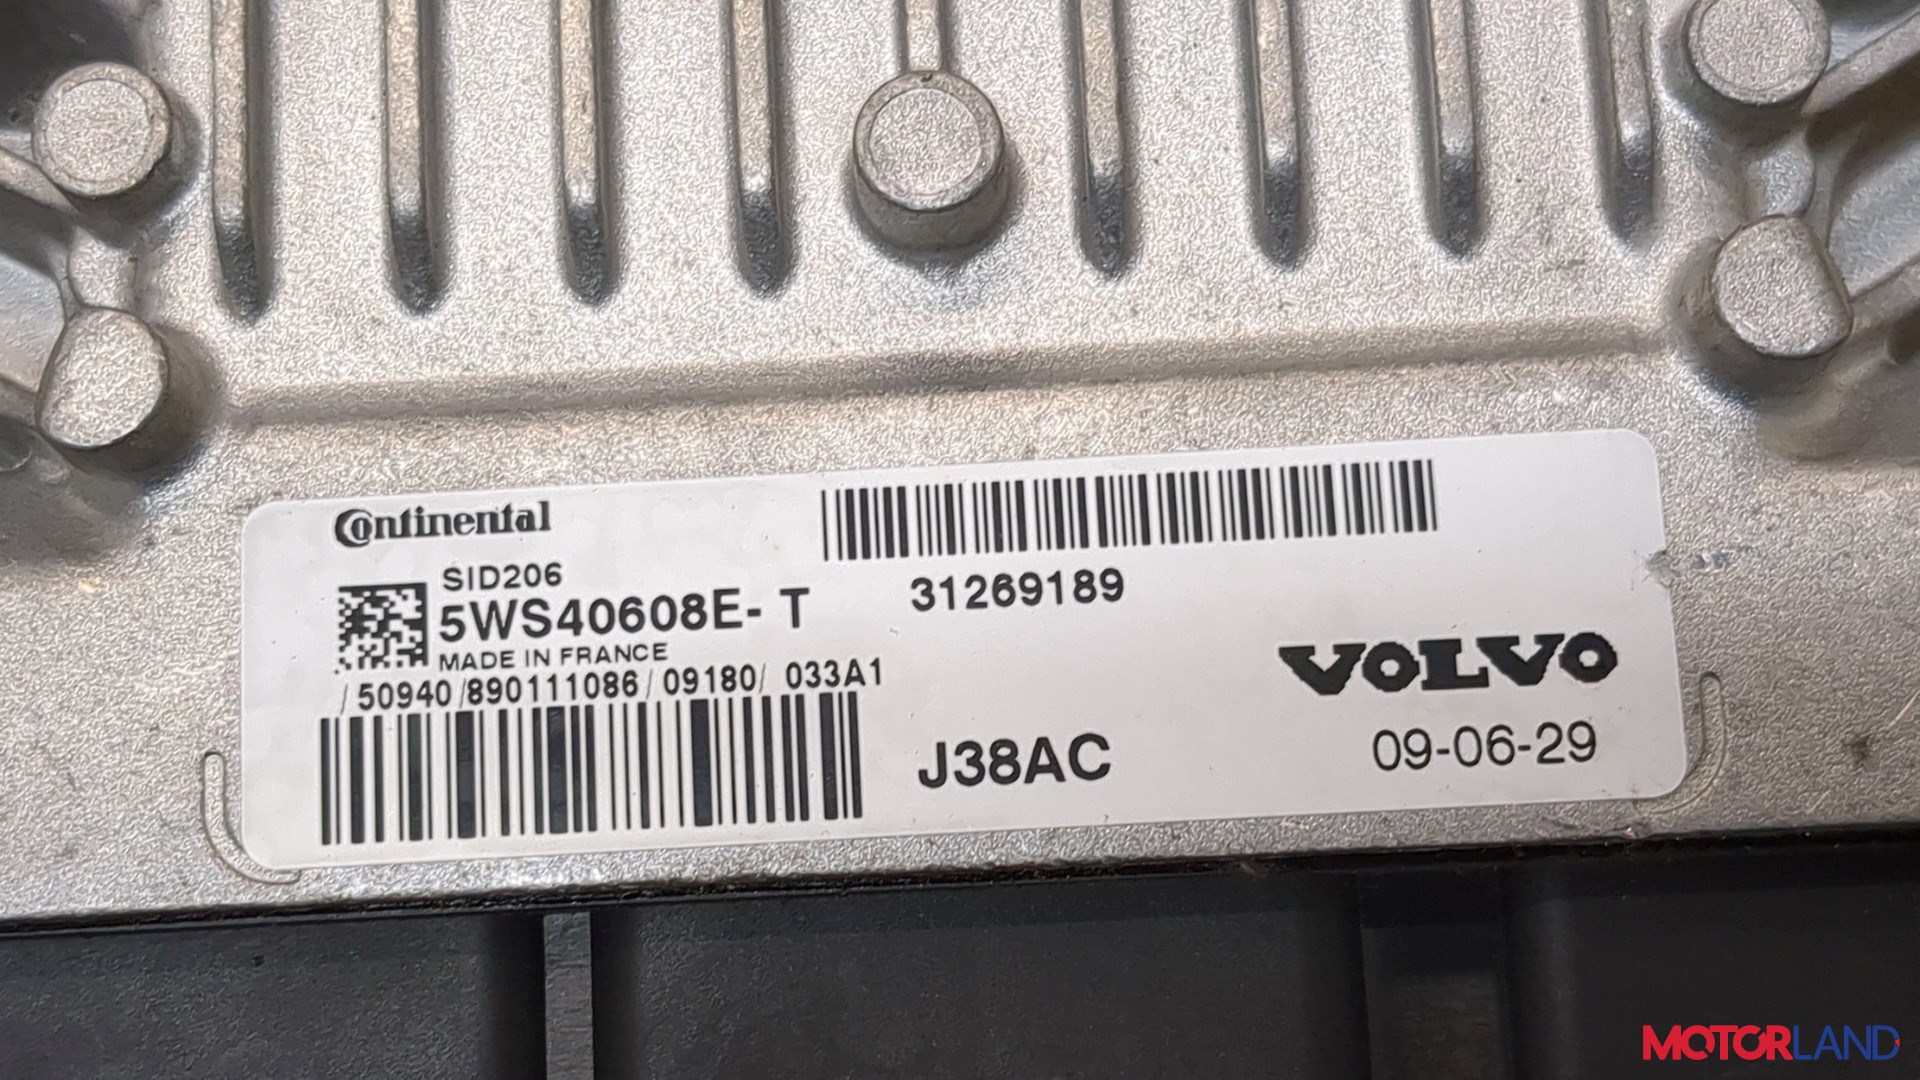 Continental
SID206
5WS40608E- T
MADE IN FRANCE
/ 50940 /890111086 / 09180/ 033A1
31269189
VOLVO
J38AC
09-06-29
MOTORLAND